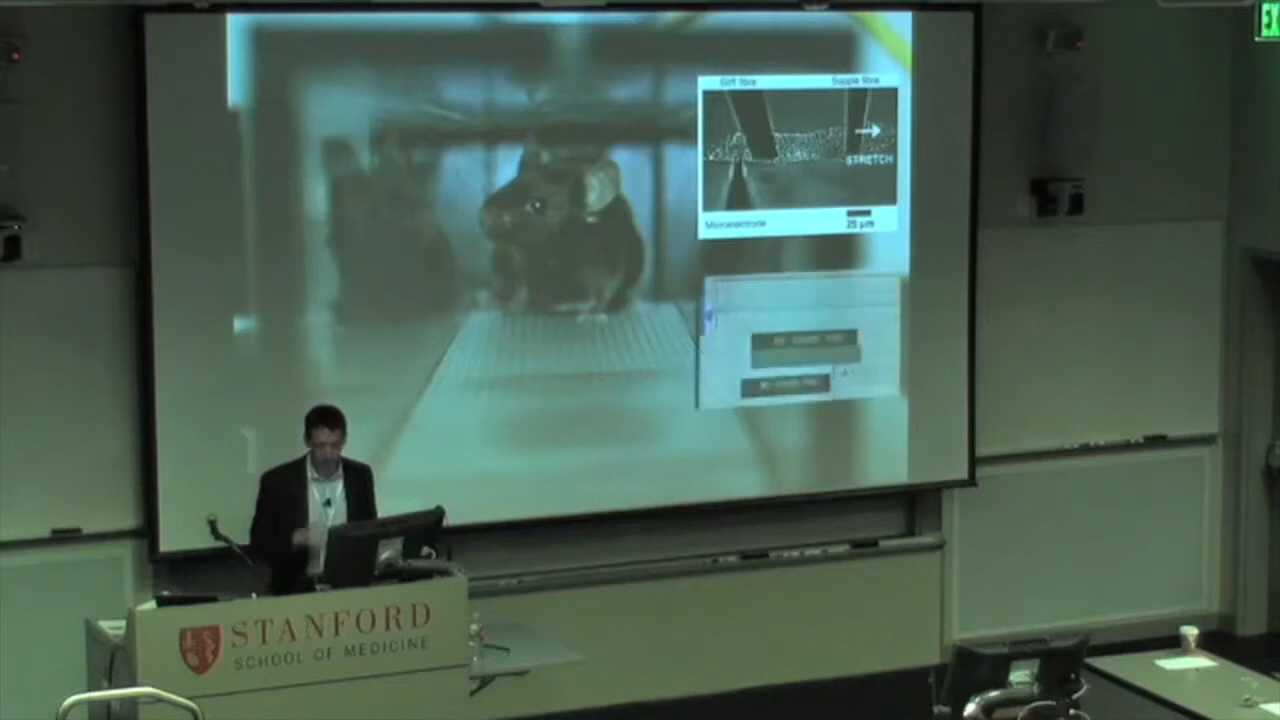 EX
Stiff fibre
Supple fibre
STRETCH
Microelectrode
25 µm
STANFORD
SCHOOL OF MEDICINE